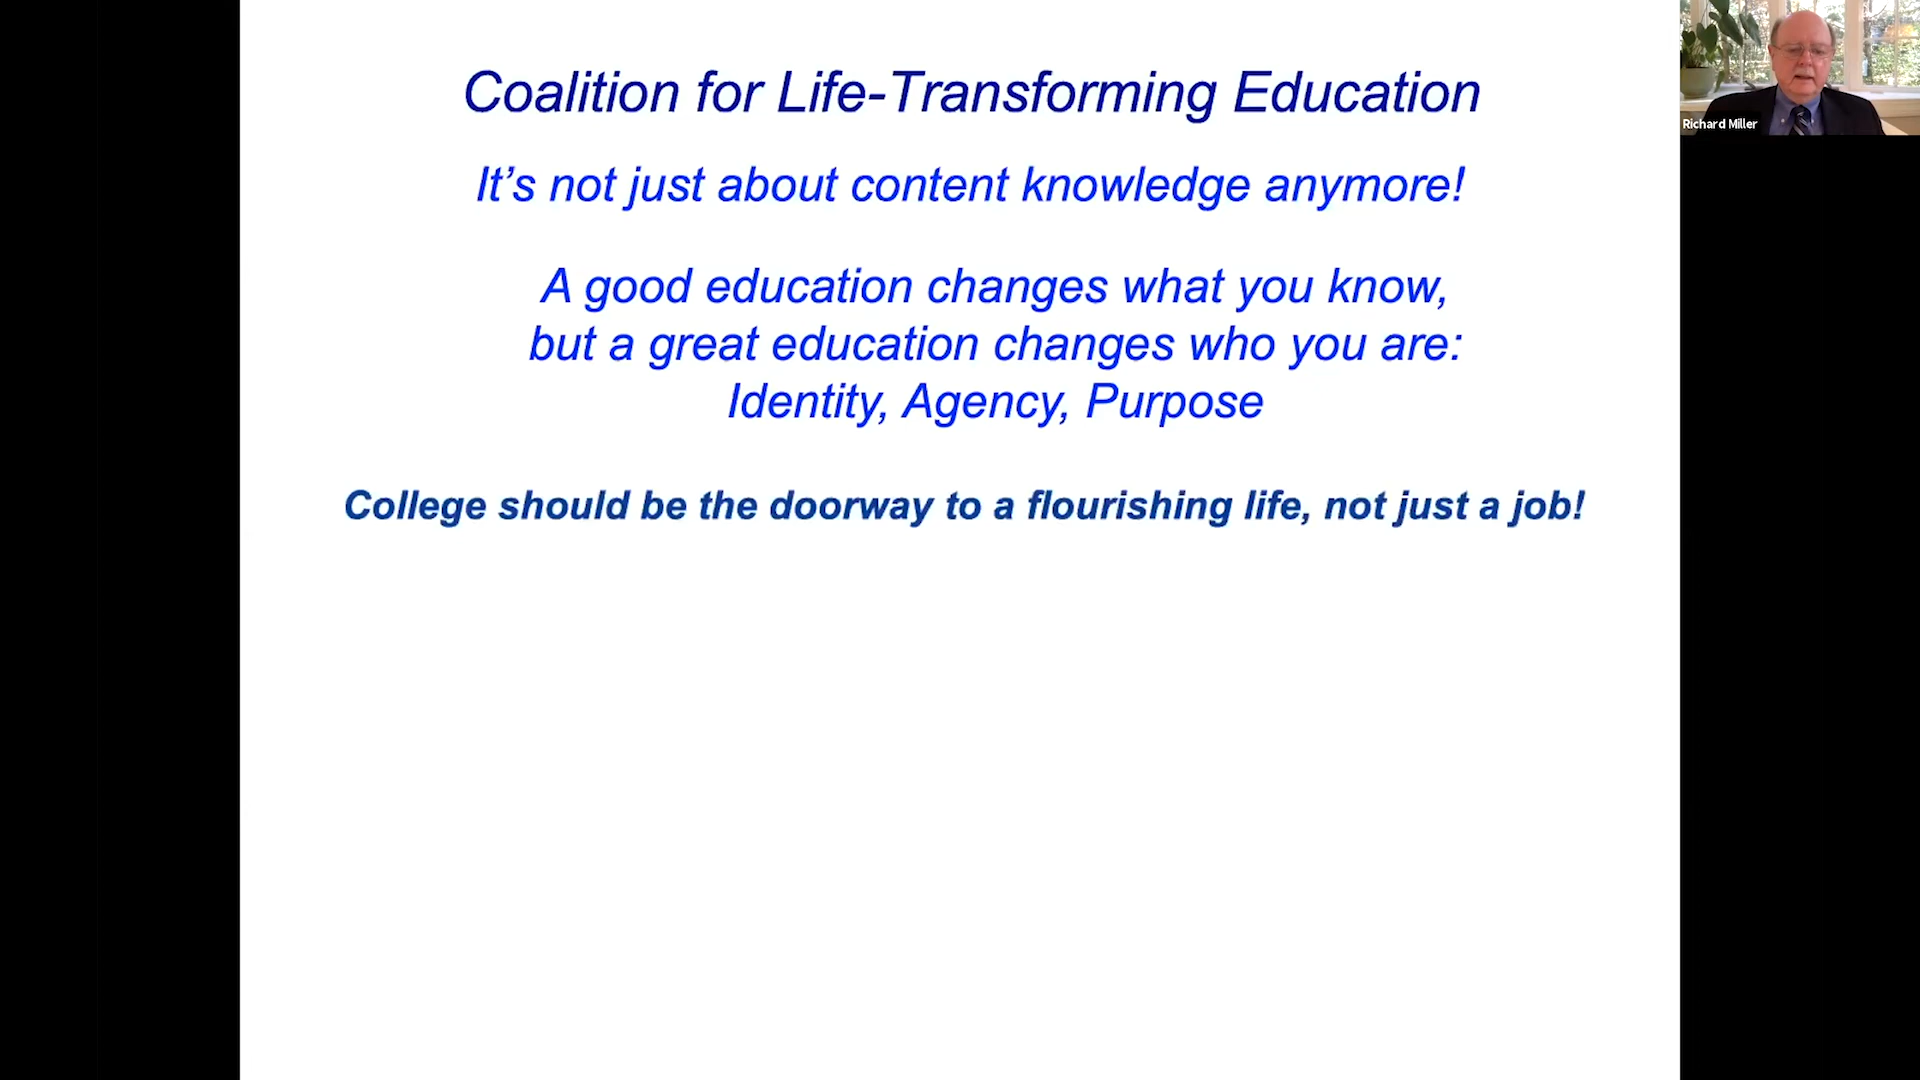 Coalition for Life-Transforming Education
It's not just about content knowledge anymore!
A good education changes what you know,
but a great education changes who you are:
Identity, Agency, Purpose
College should be the doorway to a flourishing life, not just a job!
Richard Miller